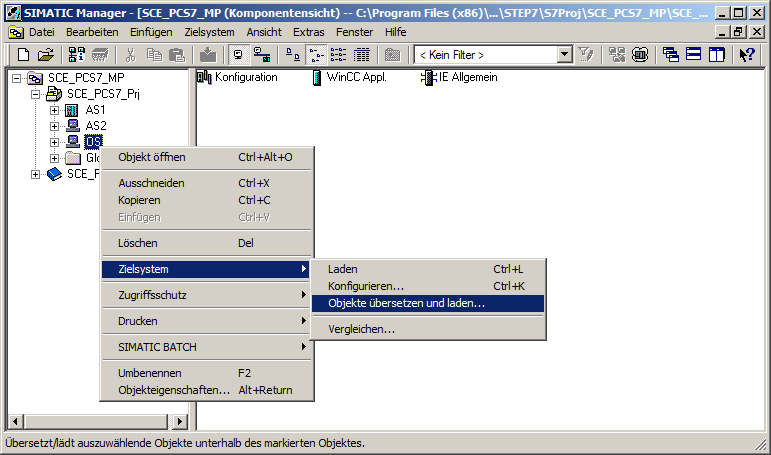 SIMATIC Manager - [SCE_PCS7_MP (Komponentensicht) -- C:\Program Files (x86)\...\STEP7\S7Proj\SCE_PCS7_MP\SCE_...
Datei Bearbeiten Einfügen Zielsystem Ansicht Extras Fenster Hilfe
< Kein Filter >
SCE_PCS7_MP
SCE_PCS7_Prj
AS1
AS2
OS
Glo
SCE_F
Konfiguration WinCC Appl. IE Allgemein
Objekt öffnen Ctrl+Alt+O
Ausschneiden Ctrl+X
Kopieren Ctrl+C
Einfügen Ctrl+V
Löschen Del
Zielsystem
Zugriffsschutz
Drucken
SIMATIC BATCH
Umbenennen F2
Objekteigenschaften... Alt+Return
Laden Ctrl+L
Konfigurieren... Ctrl+K
Objekte übersetzen und laden...
Vergleichen...
Übersetzt/lädt auszuwählende Objekte unterhalb des markierten Objektes.